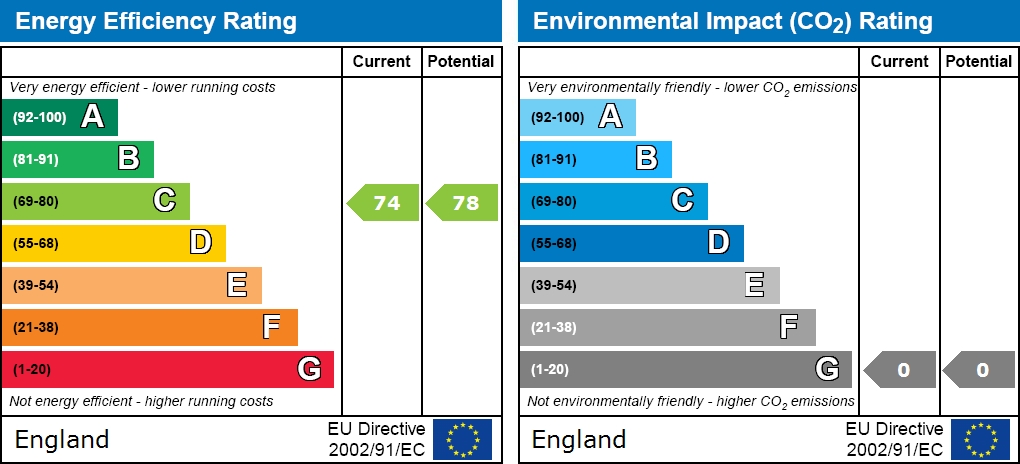 Energy Efficiency Rating
Current Potential
Very energy efficient - lower running costs
(92-100) A
(81-91) B
(69-80) C 74 78
(55-68) D
(39-54) E
(21-38) F
(1-20) G
Not energy efficient - higher running costs
England EU Directive
2002/91/EC
Environmental Impact (CO2) Rating
Current Potential
Very environmentally friendly - lower CO2 emissions
(92-100) A
(81-91) B
(69-80) C
(55-68) D
(39-54) E
(21-38) F
(1-20) G 0 0
Not environmentally friendly - higher CO2 emissions
England EU Directive
2002/91/EC